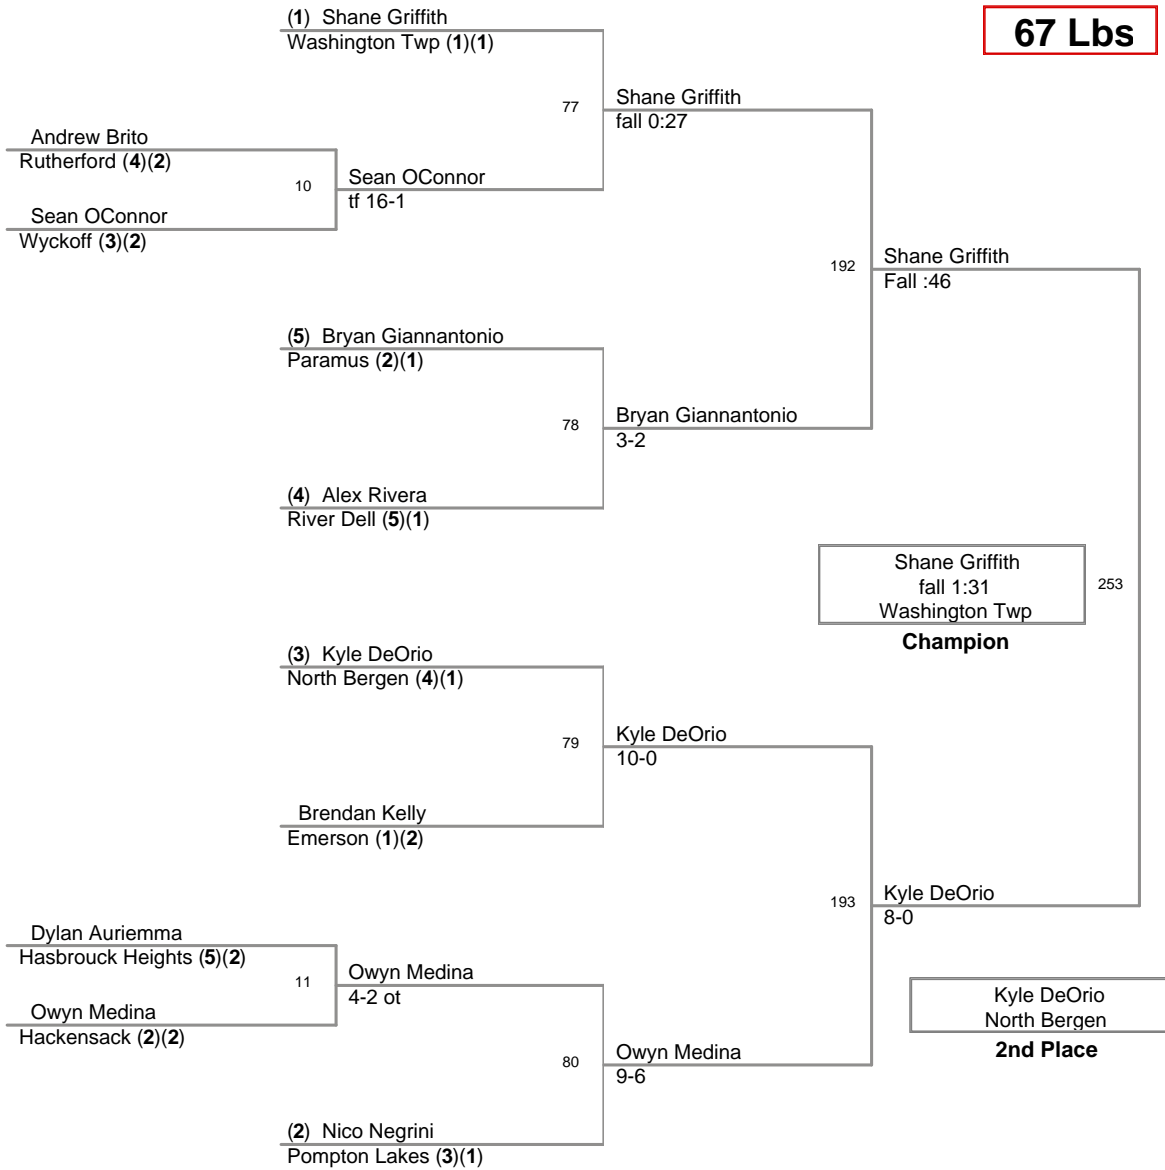 (1) Shane Griffith
Washington Twp (1)(1)
67 Lbs
77
Shane Griffith
fall 0:27
Andrew Brito
Rutherford (4)(2)
10
Sean OConnor
tf 16-1
Sean OConnor
Wyckoff (3)(2)
192
Shane Griffith
Fall :46
(5) Bryan Giannantonio
Paramus (2)(1)
78
Bryan Giannantonio
3-2
(4) Alex Rivera
River Dell (5)(1)
Shane Griffith
fall 1:31
Washington Twp
253
Champion
(3) Kyle DeOrio
North Bergen (4)(1)
79
Kyle DeOrio
10-0
Brendan Kelly
Emerson (1)(2)
193
Kyle DeOrio
8-0
Dylan Auriemma
Hasbrouck Heights (5)(2)
11
Owyn Medina
4-2 ot
Owyn Medina
Hackensack (2)(2)
Kyle DeOrio
North Bergen
2nd Place
80
Owyn Medina
9-6
(2) Nico Negrini
Pompton Lakes (3)(1)